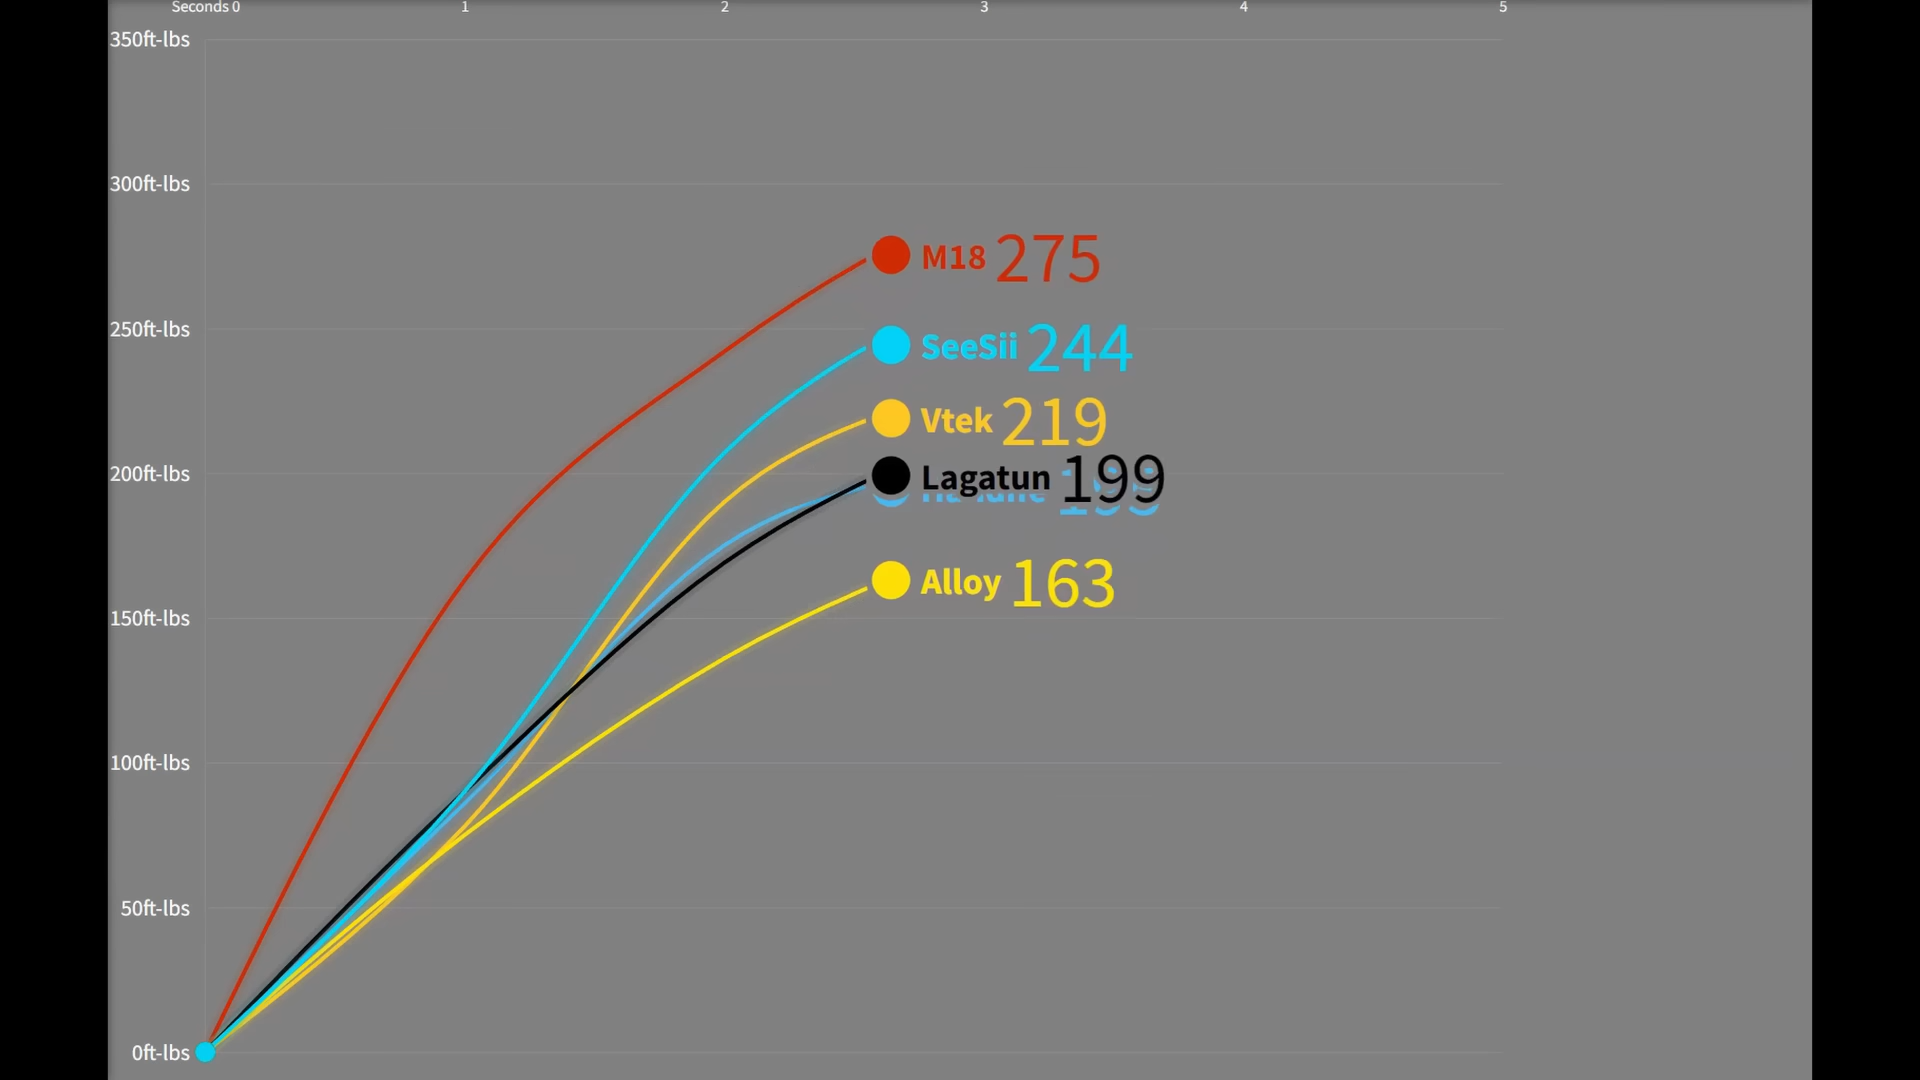 Seconds 0 1 2 3 4 5
350ft-lbs
300ft-lbs
M18 275
250ft-lbs
SeeSii 244
Vtek 219
200ft-lbs
Lagatun 199
Alloy 163
150ft-lbs
100ft-lbs
50ft-lbs
0ft-lbs